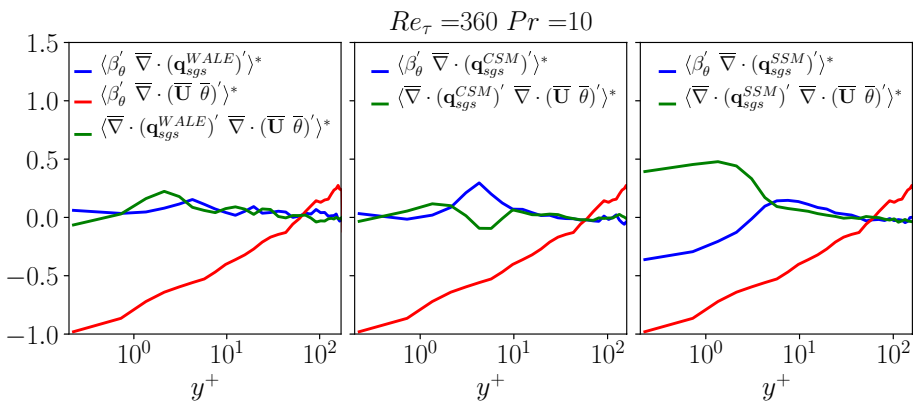 Re_τ =360 Pr =10
1.5
1.0
0.5
0.0
−0.5
−1.0
⟨β_θ^′ ∇̅ · (q_sgs^WALE)^′⟩*
⟨β_θ^′ ∇̅ · (U̅ θ̅)^′⟩*
⟨∇̅ · (q_sgs^WALE)^′ ∇̅ · (U̅ θ̅)^′⟩*
10^0
10^1
10^2
y^+
⟨β_θ^′ ∇̅ · (q_sgs^CSM)^′⟩*
⟨∇̅ · (q_sgs^CSM)^′ ∇̅ · (U̅ θ̅)^′⟩*
10^0
10^1
10^2
y^+
⟨β_θ^′ ∇̅ · (q_sgs^SSM)^′⟩*
⟨∇̅ · (q_sgs^SSM)^′ ∇̅ · (U̅ θ̅)^′⟩*
10^0
10^1
10^2
y^+